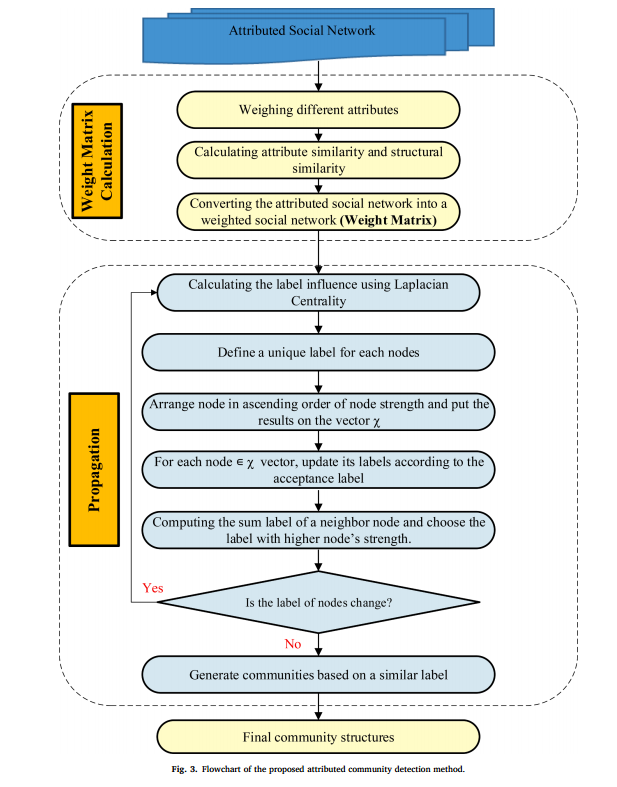 Attributed Social Network
Weight Matrix
Calculation
Weighing different attributes
Calculating attribute similarity and structural
similarity
Converting the attributed social network into a
weighted social network (Weight Matrix)
Propagation
Calculating the label influence using Laplacian
Centrality
Define a unique label for each nodes
Arrange node in ascending order of node strength and put the
results on the vector χ
For each node ∈ χ vector, update its labels according to the
acceptance label
Computing the sum label of a neighbor node and choose the
label with higher node’s strength.
Yes
Is the label of nodes change?
No
Generate communities based on a similar label
Final community structures
Fig. 3. Flowchart of the proposed attributed community detection method.